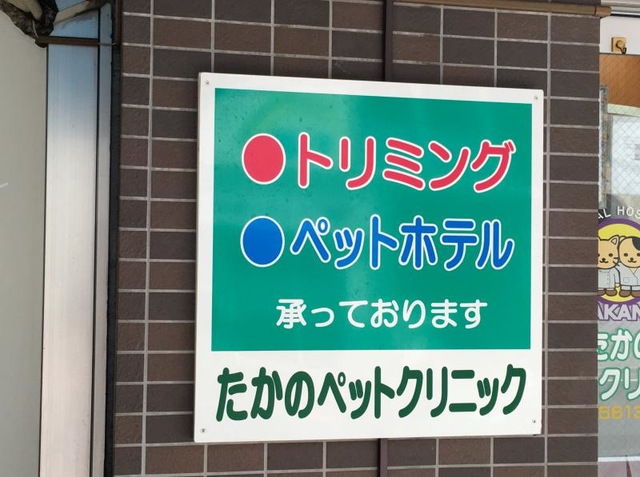 ●トリミング
●ペットホテル
承っております
たかのペットクリニック